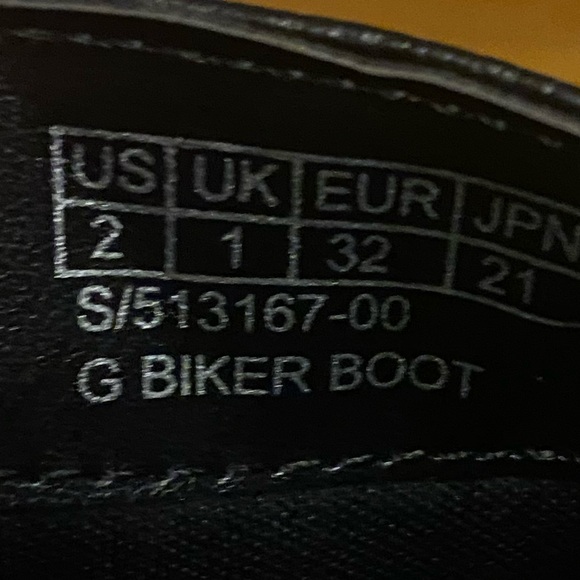 US UK EUR JPN
2 1 32 21
S/513167-00
G BIKER BOOT